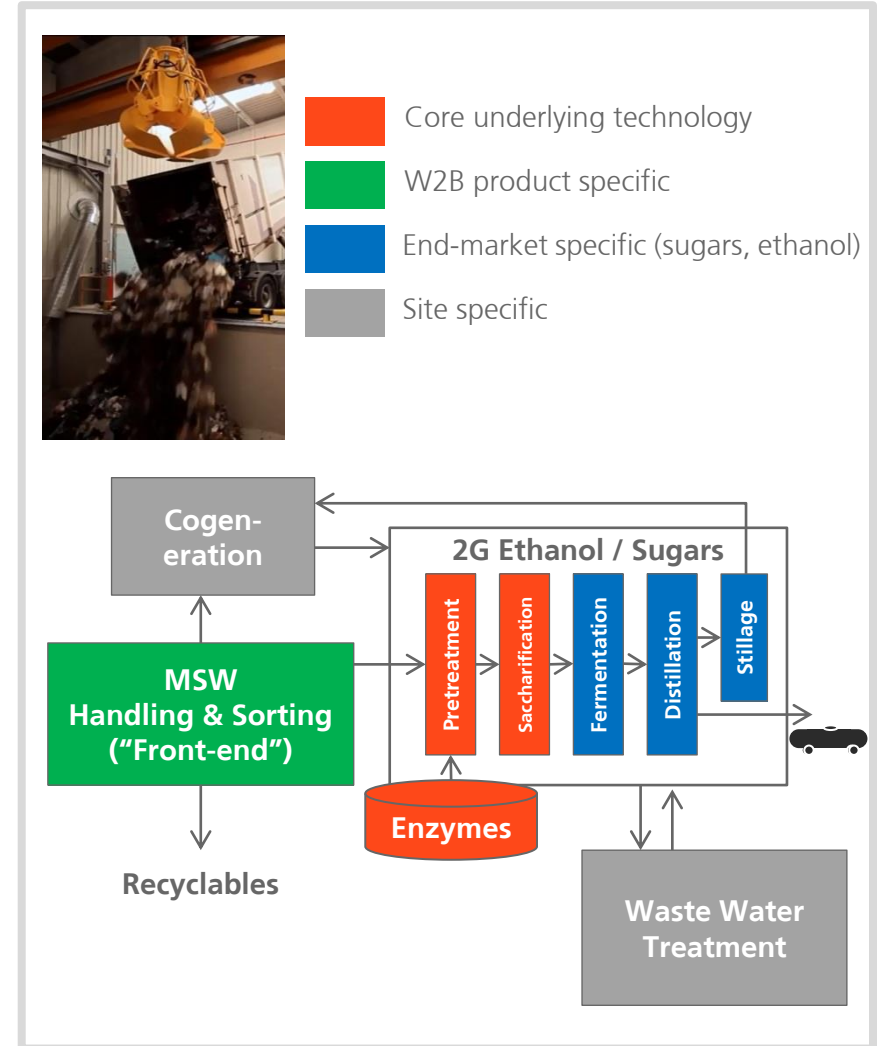 Core underlying technology
W2B product specific
End-market specific (sugars, ethanol)
Site specific
Cogen-
eration
2G Ethanol / Sugars
Pretreatment
Saccharification
Fermentation
Distillation
Stillage
MSW
Handling & Sorting
(“Front-end”)
Enzymes
Recyclables
Waste Water
Treatment